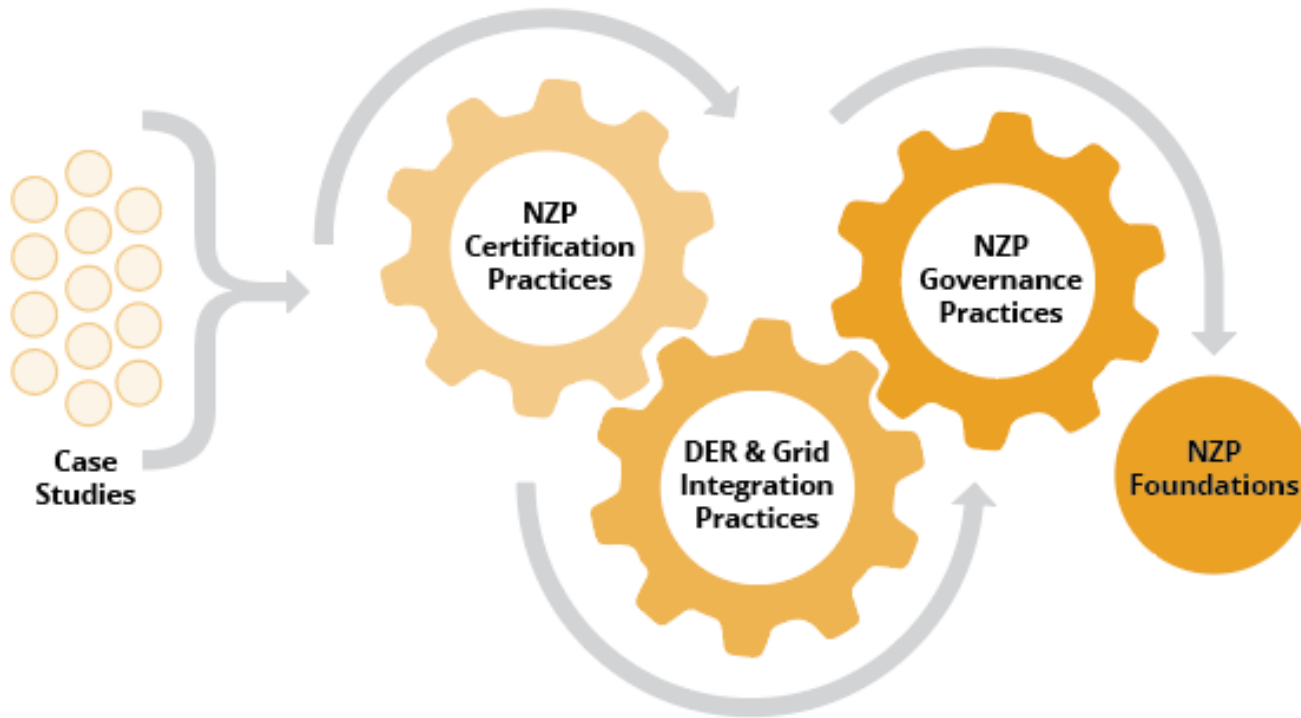 Case
Studies
NZP
Certification
Practices
DER & Grid
Integration
Practices
NZP
Governance
Practices
NZP
Foundations